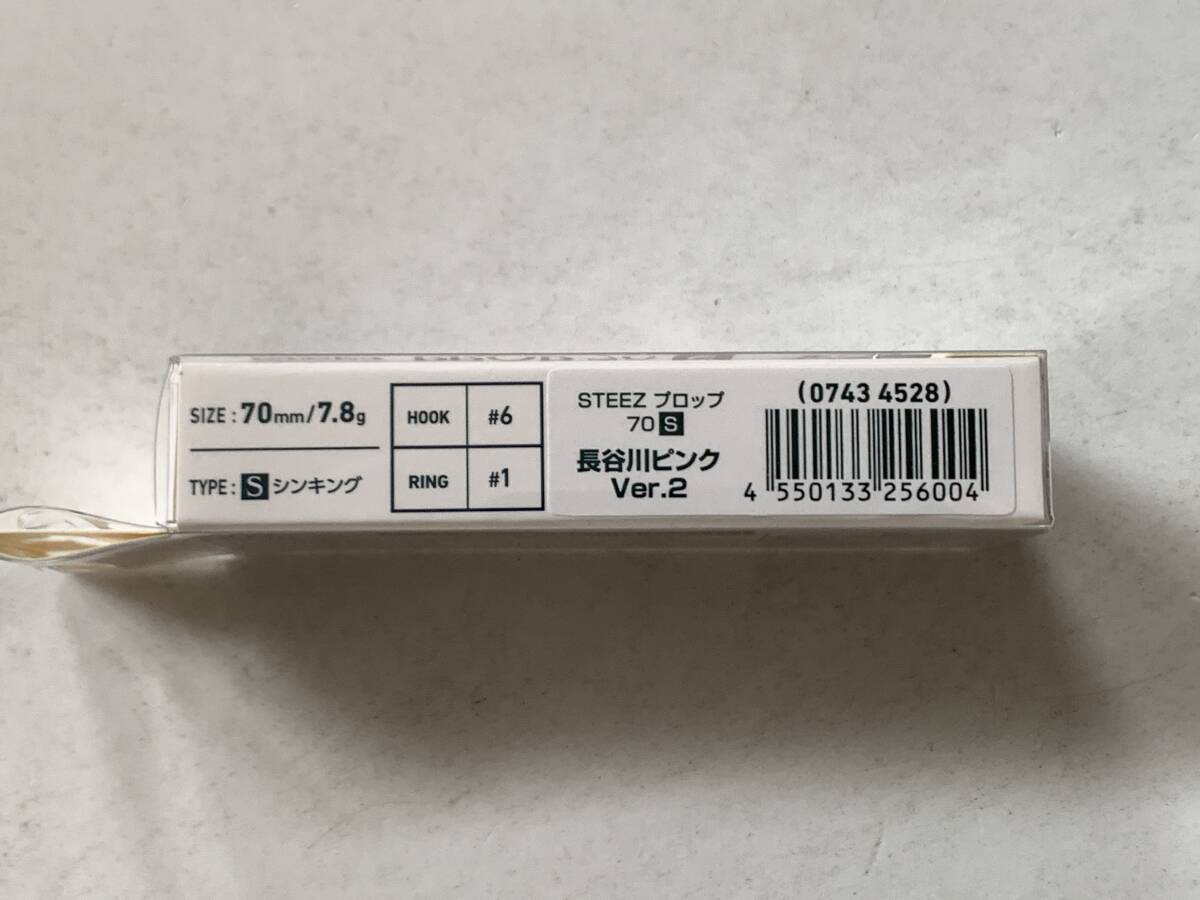 SIZE : 70mm/7.8g
TYPE : S シンキング
HOOK #6
RING #1
STEEZ プロップ
70 S
長谷川ピンク
Ver.2
(0743 4528)
4 550133 256004